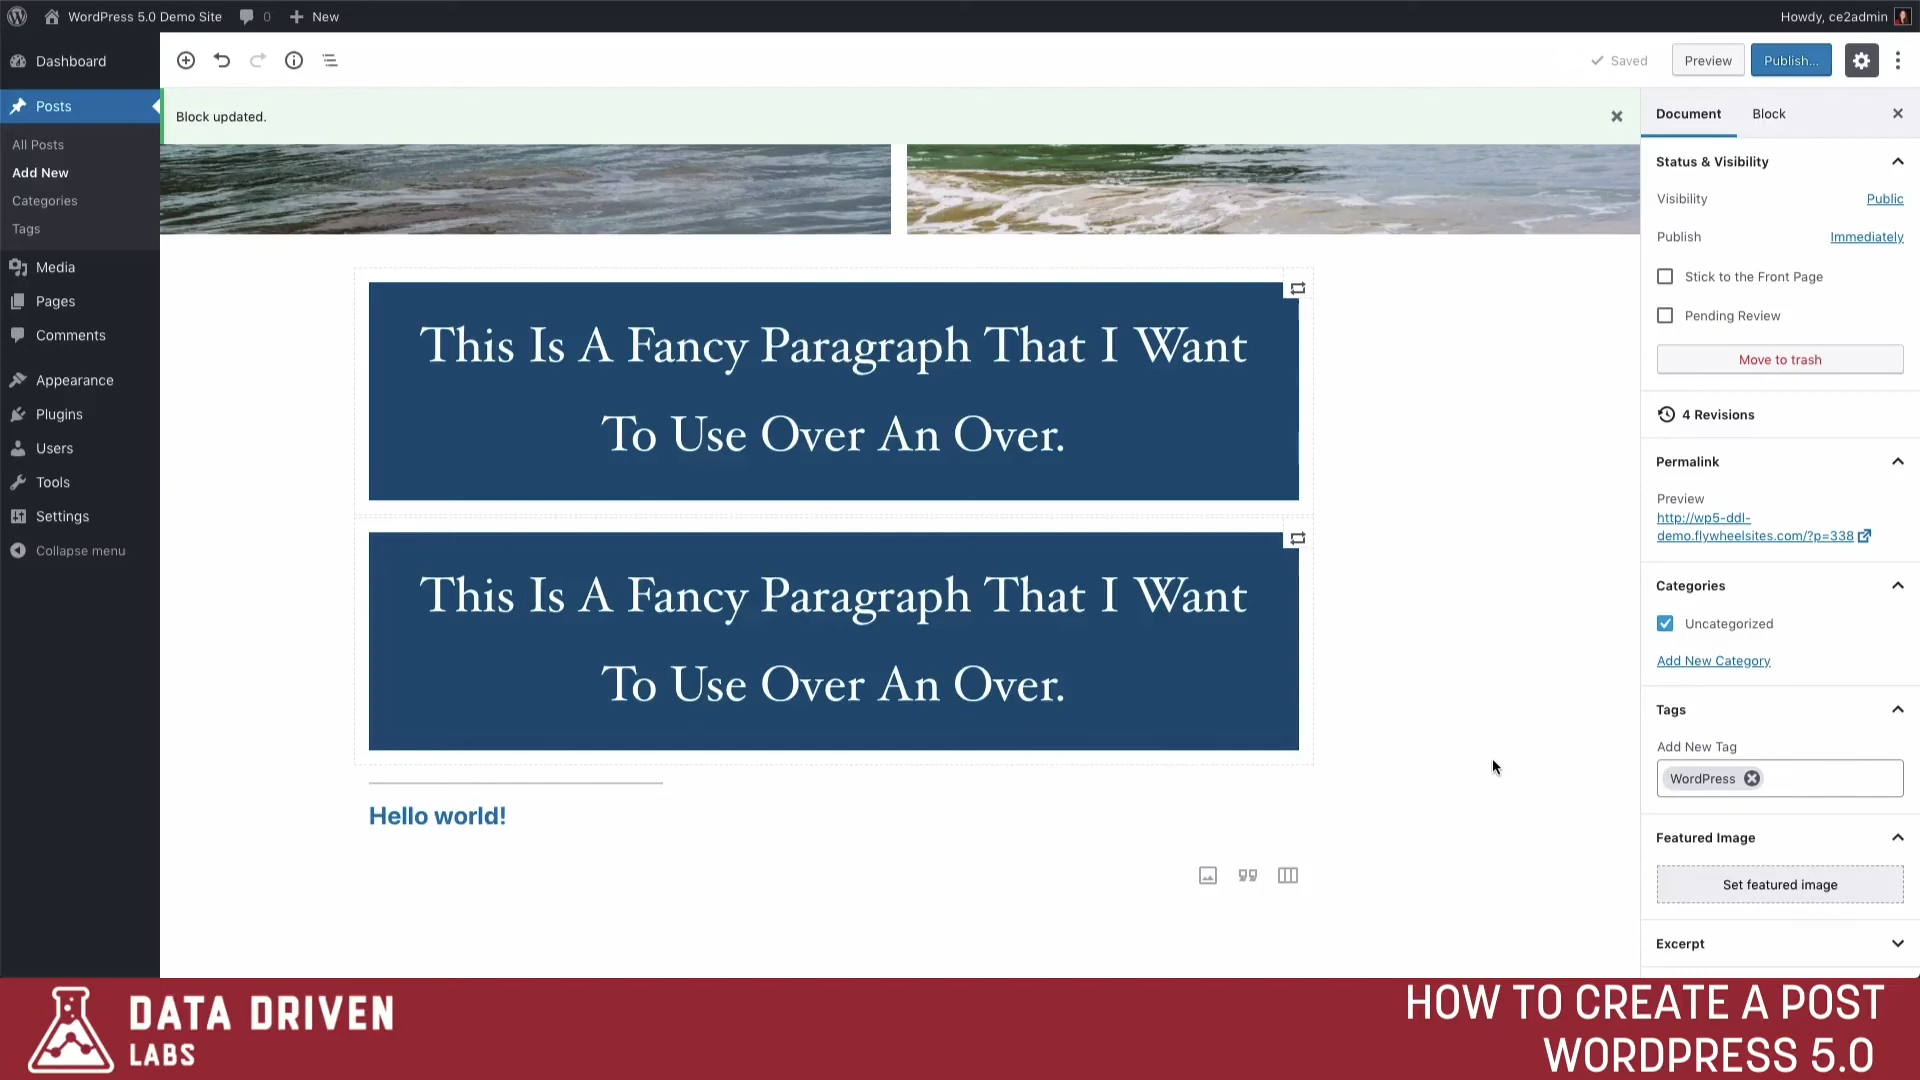 WordPress 5.0 Demo Site
0
New
Howdy, ce2admin
Dashboard
Posts
All Posts
Add New
Categories
Tags
Media
Pages
Comments
Appearance
Plugins
Users
Tools
Settings
Collapse menu
Saved
Preview
Publish...
Block updated.
This Is A Fancy Paragraph That I Want
To Use Over An Over.
This Is A Fancy Paragraph That I Want
To Use Over An Over.
Hello world!
Document
Block
Status & Visibility
Visibility
Public
Publish
Immediately
Stick to the Front Page
Pending Review
Move to trash
4 Revisions
Permalink
Preview
http://wp5-ddl-
demo.flywheelsites.com/?p=338
Categories
Uncategorized
Add New Category
Tags
Add New Tag
WordPress
Featured Image
Set featured image
Excerpt
DATA DRIVEN
LABS
HOW TO CREATE A POST
WORDPRESS 5.0